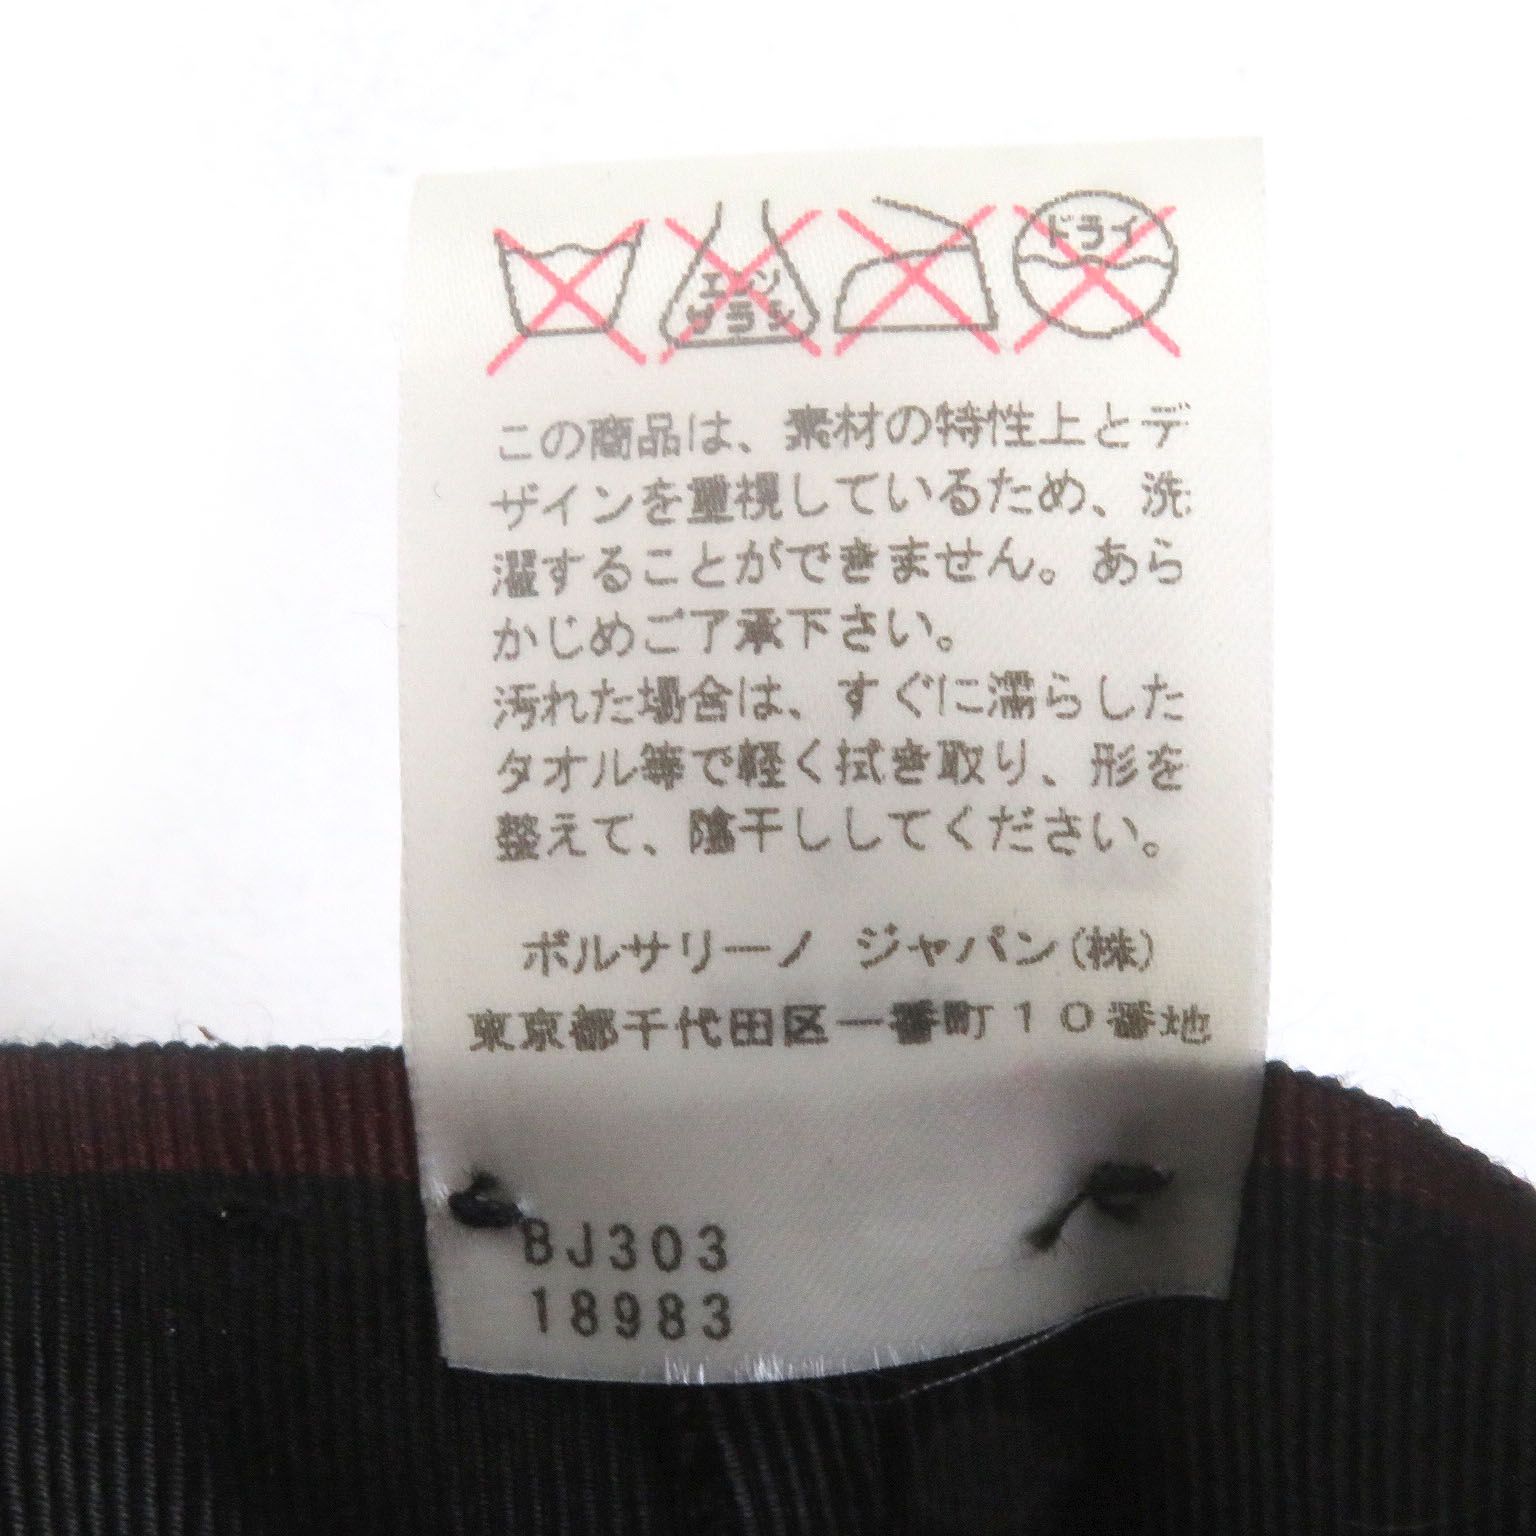 エンソ
サラシ
ドライ
この商品は、素材の特性上とデ
ザインを重視しているため、洗
濯することができません。あら
かじめご了承下さい。
汚れた場合は、すぐに濡らした
タオル等で軽く拭き取り、形を
整えて、陰干ししてください。
ボルサリーノ ジャパン(株)
東京都千代田区一番町10番地
BJ303
18983